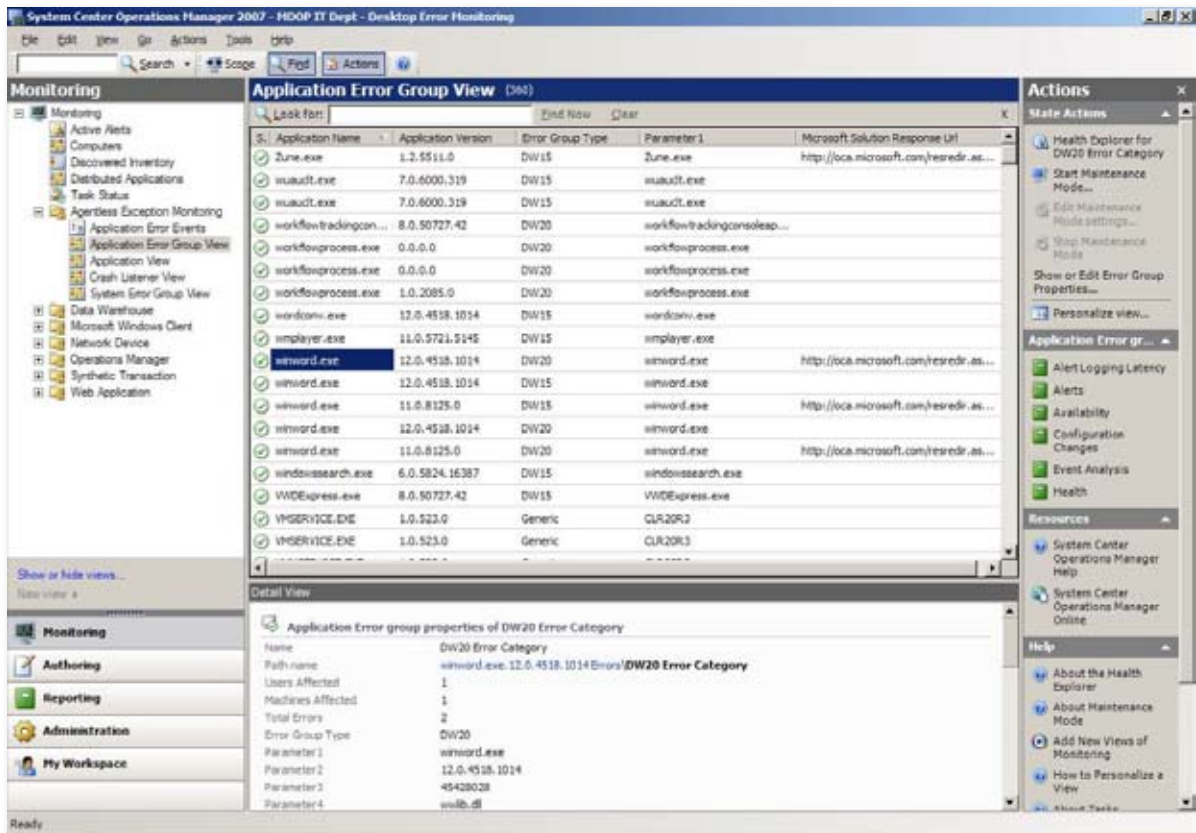 System Center Operations Manager 2007 - MDOP IT Dept - Desktop Error Monitoring
File Edit View Go Actions Tools Help
Search Scope Find Actions
Monitoring
Monitoring
Active Alerts
Computers
Discovered Inventory
Distributed Applications
Task Status
Agentless Exception Monitoring
Application Error Events
Application Error Group View
Application View
Crash Listener View
System Error Group View
Data Warehouse
Microsoft Windows Client
Network Device
Operations Manager
Synthetic Transaction
Web Application
Show or hide views...
New view
Monitoring
Authoring
Reporting
Administration
My Workspace
Application Error Group View (360)
Look for: Find Now Clear
S.. Application Name Application Version Error Group Type Parameter 1 Microsoft Solution Response Url
Zune.exe 1.2.5511.0 DW15 Zune.exe http://oca.microsoft.com/resredir.as...
wuauclt.exe 7.0.6000.319 DW15 wuauclt.exe
wuauclt.exe 7.0.6000.319 DW15 wuauclt.exe
workflowtrackingcon... 8.0.50727.42 DW20 workflowtrackingconsoleap...
workflowprocess.exe 0.0.0.0 DW20 workflowprocess.exe
workflowprocess.exe 0.0.0.0 DW20 workflowprocess.exe
workflowprocess.exe 1.0.2085.0 DW20 workflowprocess.exe
wordconv.exe 12.0.4518.1014 DW15 wordconv.exe
wmplayer.exe 11.0.5721.5145 DW15 wmplayer.exe
winword.exe 12.0.4518.1014 DW20 winword.exe http://oca.microsoft.com/resredir.as...
winword.exe 12.0.4518.1014 DW15 winword.exe
winword.exe 11.0.8125.0 DW15 winword.exe http://oca.microsoft.com/resredir.as...
winword.exe 12.0.4518.1014 DW20 winword.exe
winword.exe 11.0.8125.0 DW20 winword.exe http://oca.microsoft.com/resredir.as...
windowssearch.exe 6.0.5824.16387 DW15 windowssearch.exe
VWDExpress.exe 8.0.50727.42 DW15 VWDExpress.exe
VMSERVICE.EXE 1.0.523.0 Generic CLR20R3
VMSERVICE.EXE 1.0.523.0 Generic CLR20R3
Detail View
Application Error group properties of DW20 Error Category
Name DW20 Error Category
Path name winword.exe.12.0.4518.1014Errors\DW20 Error Category
Users Affected 1
Machines Affected 1
Total Errors 2
Error Group Type DW20
Parameter1 winword.exe
Parameter2 12.0.4518.1014
Parameter3 45428028
Parameter4 wwlib.dll
Actions
State Actions
Health Explorer for
DW20 Error Category
Start Maintenance
Mode...
Edit Maintenance
Mode settings...
Stop Maintenance
Mode
Show or Edit Error Group
Properties...
Personalize view...
Application Error gr...
Alert Logging Latency
Alerts
Availability
Configuration
Changes
Event Analysis
Health
Resources
System Center
Operations Manager
Help
System Center
Operations Manager
Online
Help
About the Health
Explorer
About Maintenance
Mode
Add New Views of
Monitoring
How to Personalize a
View
About Tasks
Ready